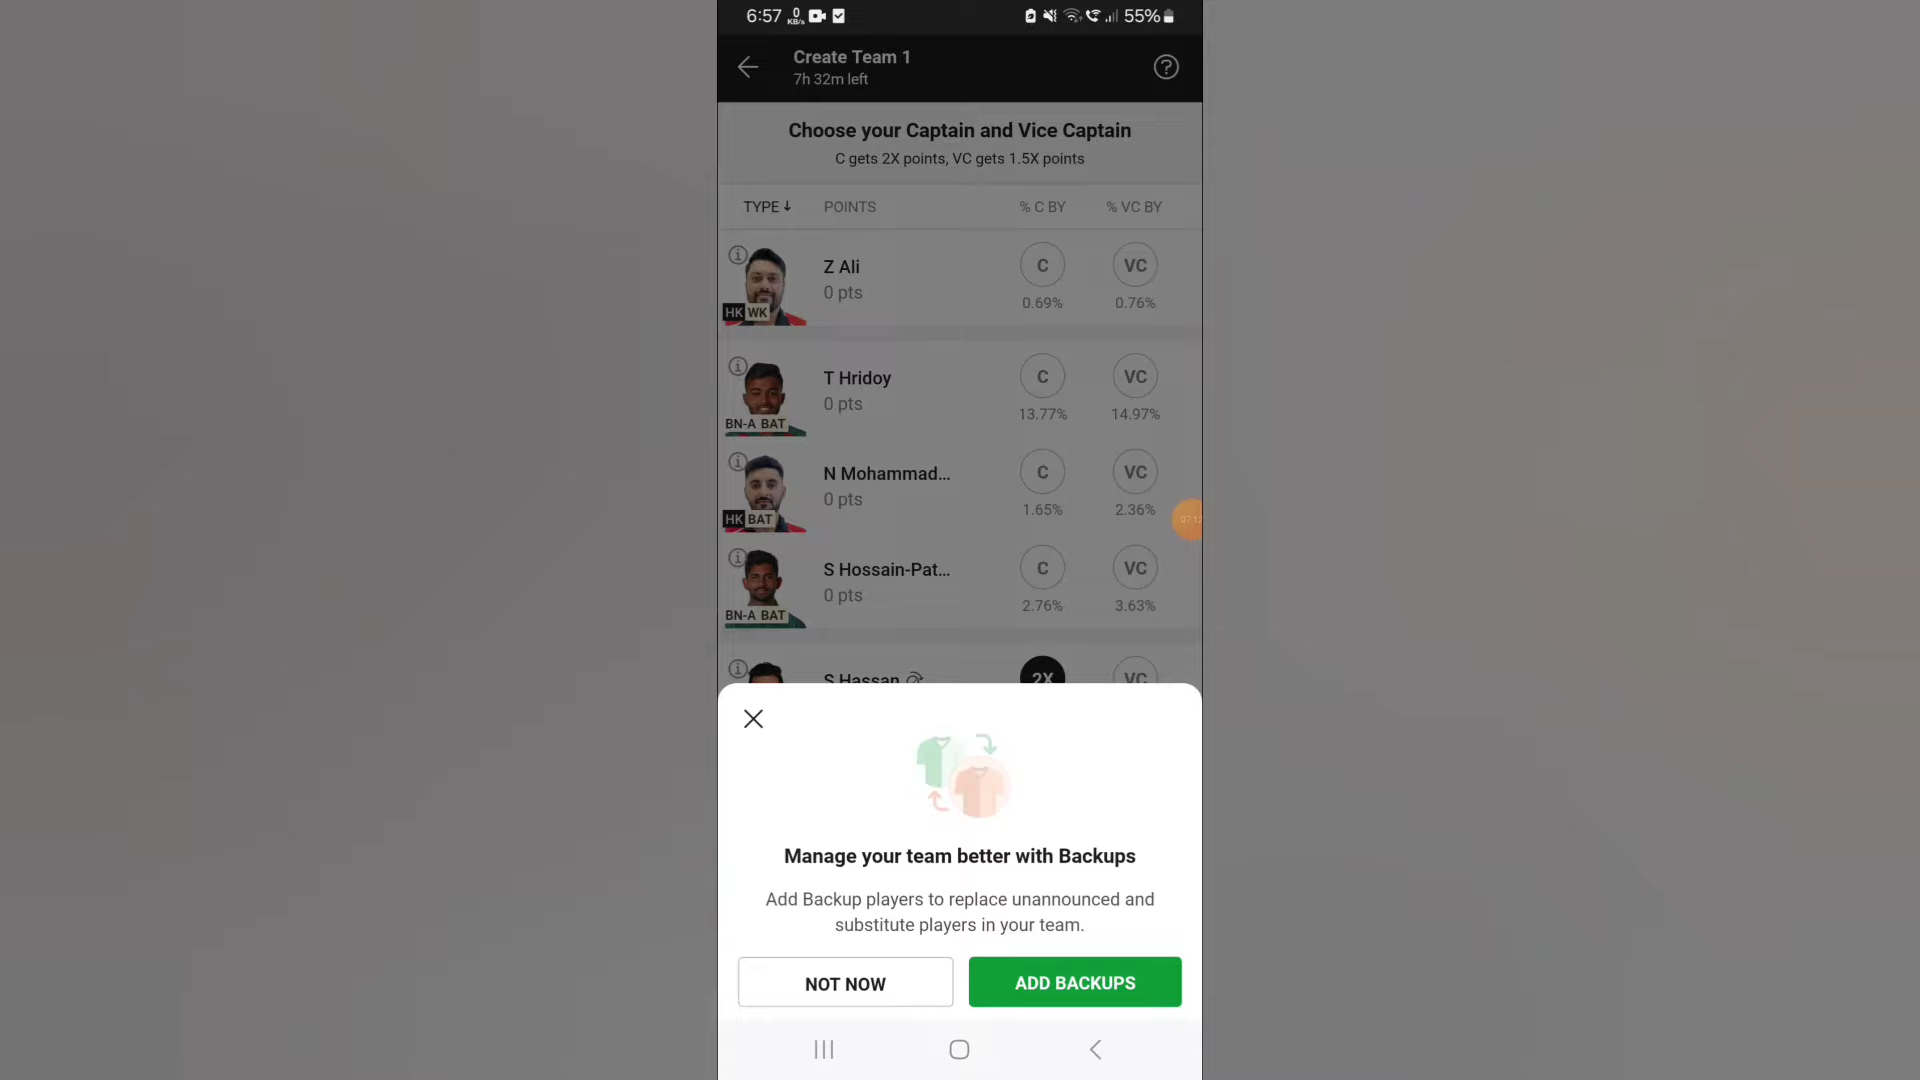 6:57 0 KB/s 55%
Create Team 1
7h 32m left
Choose your Captain and Vice Captain
C gets 2X points, VC gets 1.5X points
TYPE POINTS % C BY % VC BY
Z Ali C VC
0 pts 0.69% 0.76%
HK WK
T Hridoy C VC
0 pts 13.77% 14.97%
BN-A BAT
N Mohammad... C VC
0 pts 1.65% 2.36%
HK BAT
07:12
S Hossain-Pat... C VC
0 pts 2.76% 3.63%
BN-A BAT
S Hassan 2X VC
Manage your team better with Backups
Add Backup players to replace unannounced and
substitute players in your team.
NOT NOW ADD BACKUPS